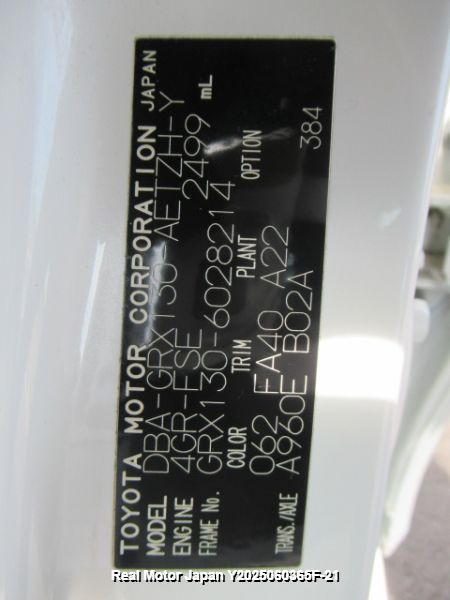 TOYOTA MOTOR CORPORATION JAPAN
MODEL DBA-GRX130-AETZH-Y
ENGINE 4GR-FSE 2499 mL
FRAME No. GRX130-6028214
COLOR TRIM PLANT OPTION
062 FA40 A22
TRANS./AXLE A960E B02A 384
Real Motor Japan Y2025060365F-21